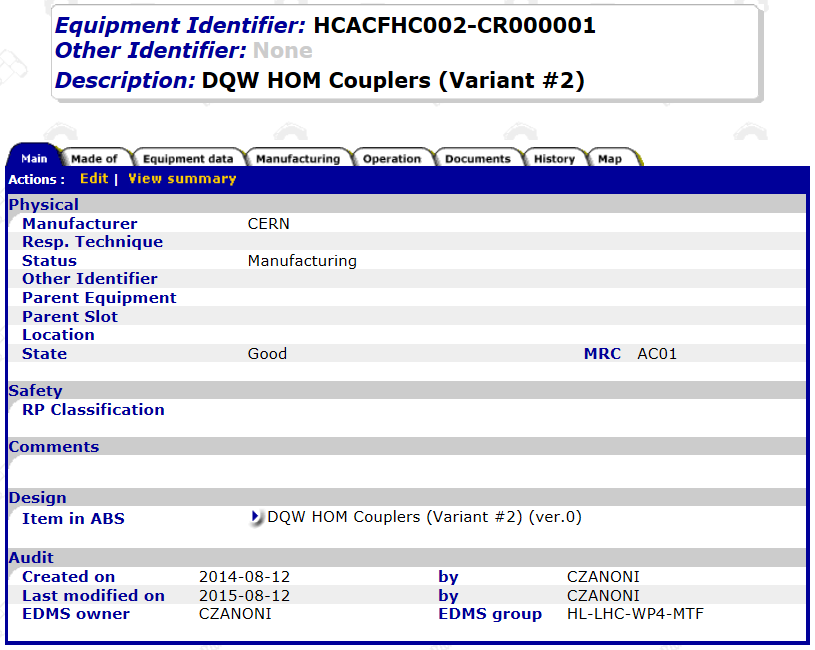 Equipment Identifier: HCACFHC002-CR000001
Other Identifier: None
Description: DQW HOM Couplers (Variant #2)
Main Made of Equipment data Manufacturing Operation Documents History Map
Actions : Edit | View summary
Physical
Manufacturer CERN
Resp. Technique
Status Manufacturing
Other Identifier
Parent Equipment
Parent Slot
Location
State Good MRC AC01
Safety
RP Classification
Comments
Design
Item in ABS DQW HOM Couplers (Variant #2) (ver.0)
Audit
Created on 2014-08-12 by CZANONI
Last modified on 2015-08-12 by CZANONI
EDMS owner CZANONI EDMS group HL-LHC-WP4-MTF